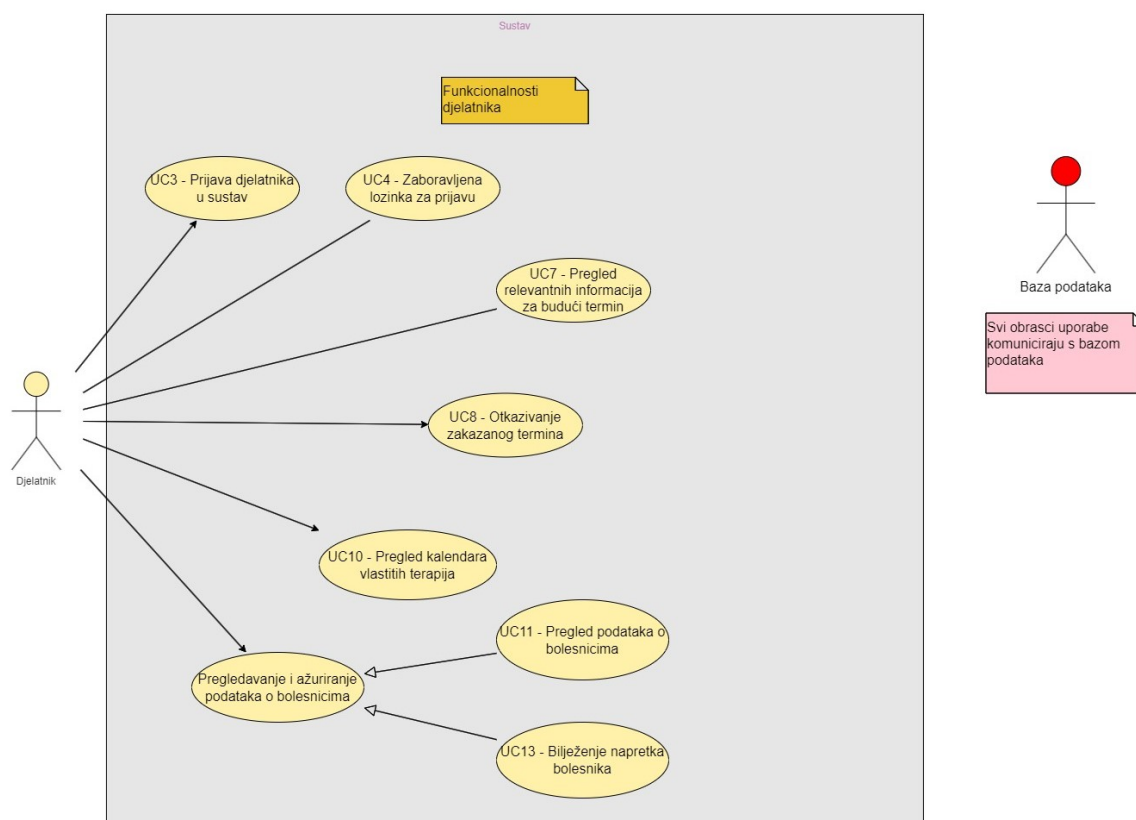 Sustav
Funkcionalnosti
djelatnika
UC3 - Prijava djelatnika
u sustav
UC4 - Zaboravljena
lozinka za prijavu
UC7 - Pregled
relevantnih informacija
za budući termin
Baza podataka
Svi obrasci uporabe
komuniciraju s bazom
podataka
UC8 - Otkazivanje
zakazanog termina
Djelatnik
UC10 - Pregled kalendara
vlastitih terapija
UC11 - Pregled podataka o
bolesnicima
Pregledavanje i ažuriranje
podataka o bolesnicima
UC13 - Bilježenje napretka
bolesnika